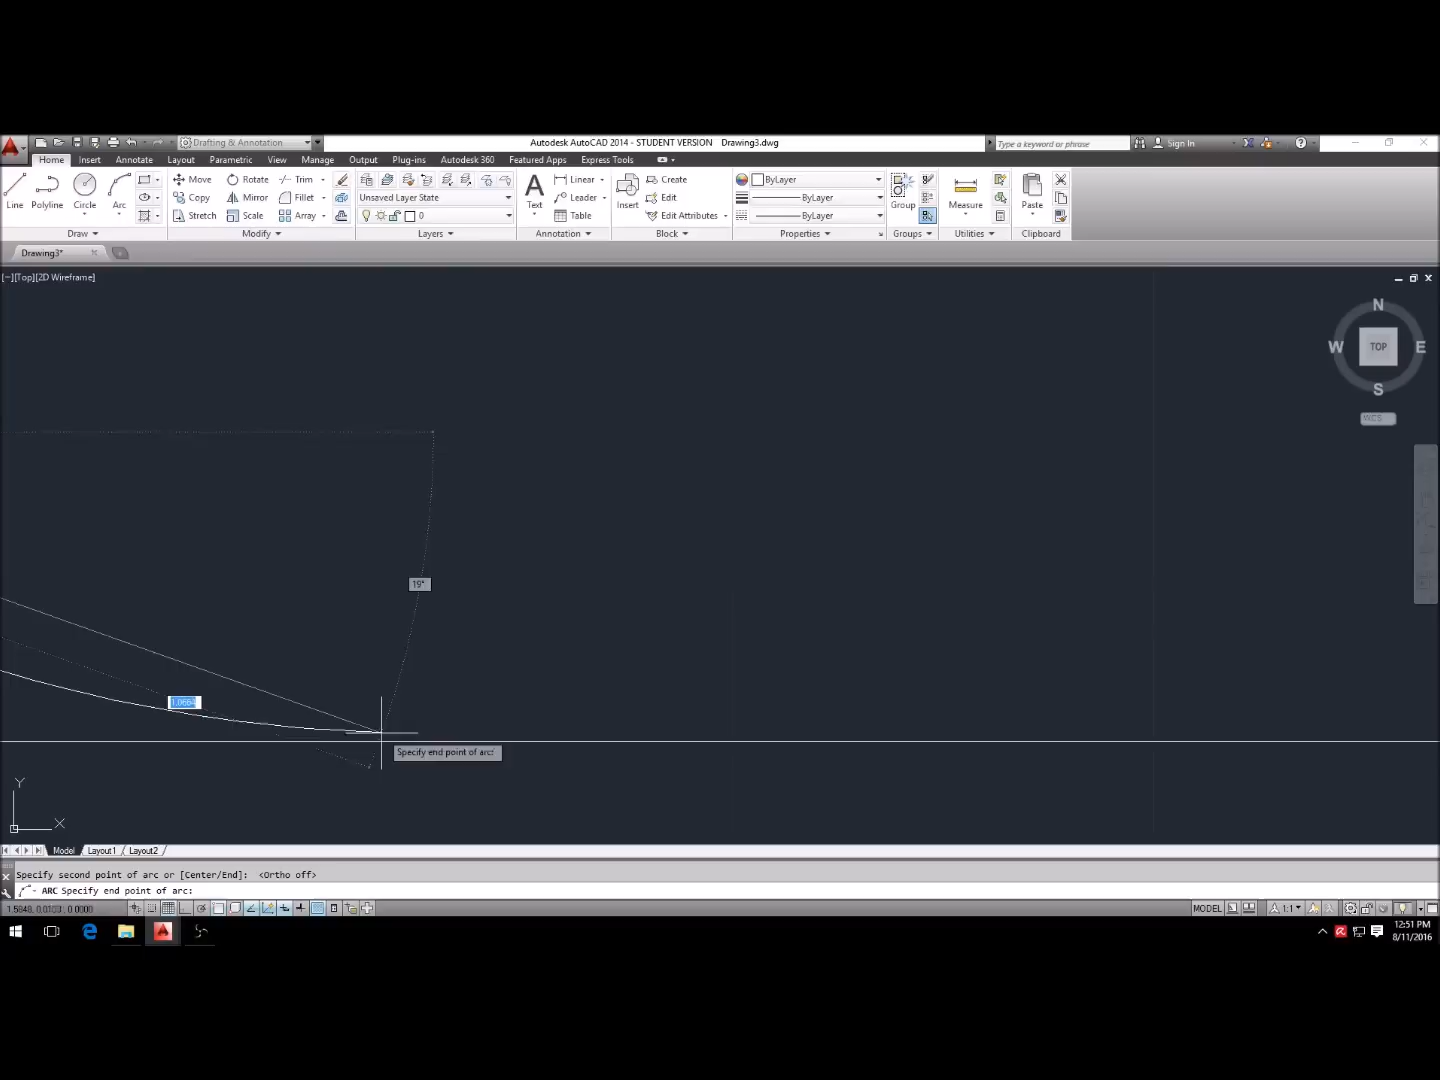 Drafting & Annotation
Autodesk AutoCAD 2014 - STUDENT VERSION Drawing3.dwg
Type a keyword or phrase
Sign In
Home Insert Annotate Layout Parametric View Manage Output Plug-ins Autodesk 360 Featured Apps Express Tools
Line Polyline Circle Arc
Move Rotate Trim
Copy Mirror Fillet
Stretch Scale Array
Unsaved Layer State
0
Text
Linear
Leader
Table
Insert
Create
Edit
Edit Attributes
ByLayer
ByLayer
ByLayer
Group
Measure
Paste
Draw Modify Layers Annotation Block Properties Groups Utilities Clipboard
Drawing3*
[−][Top][2D Wireframe]
N
W TOP E
S
WCS
19°
Specify end point of arc:
Y
X
Model Layout1 Layout2
Specify second point of arc or [Center/End]: <Ortho off>
ARC Specify end point of arc:
MODEL
1:1
12:51 PM
8/11/2016